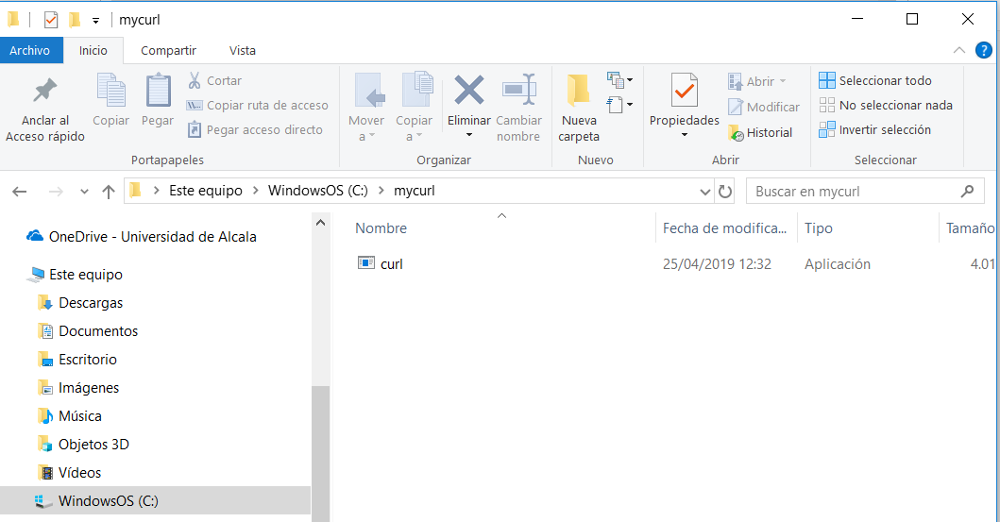 mycurl
Archivo Inicio Compartir Vista
Anclar al
Acceso rápido
Copiar
Pegar
Cortar
Copiar ruta de acceso
Pegar acceso directo
Portapapeles
Mover
a
Copiar
a
Eliminar
Cambiar
nombre
Organizar
Nueva
carpeta
Nuevo
Propiedades
Abrir
Modificar
Historial
Abrir
Seleccionar todo
No seleccionar nada
Invertir selección
Seleccionar
Este equipo WindowsOS (C:) mycurl
Buscar en mycurl
OneDrive - Universidad de Alcala
Este equipo
Descargas
Documentos
Escritorio
Imágenes
Música
Objetos 3D
Vídeos
WindowsOS (C:)
Nombre Fecha de modifica... Tipo Tamaño
curl 25/04/2019 12:32 Aplicación 4.01